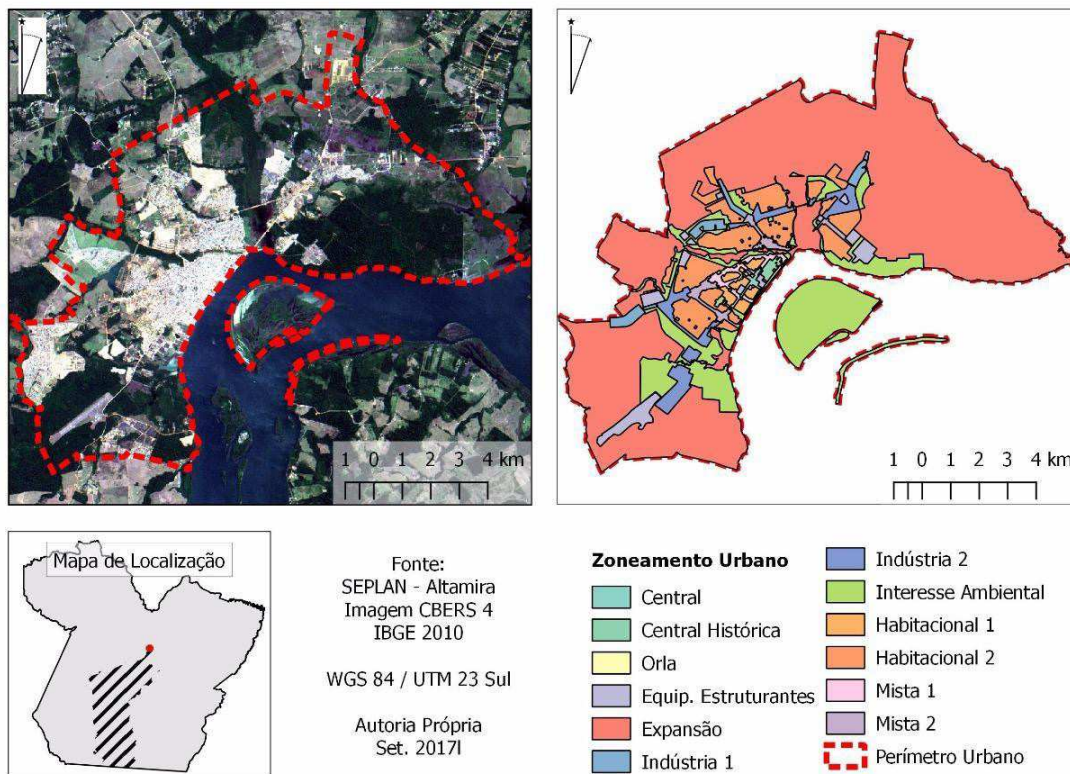 1 0 1 2 3 4 km
1 0 1 2 3 4 km
Mapa de Localização
Fonte:
SEPLAN - Altamira
Imagem CBERS 4
IBGE 2010
WGS 84 / UTM 23 Sul
Autoria Própria
Set. 2017l
Zoneamento Urbano
Central
Central Histórica
Orla
Equip. Estruturantes
Expansão
Indústria 1
Indústria 2
Interesse Ambiental
Habitacional 1
Habitacional 2
Mista 1
Mista 2
Perímetro Urbano